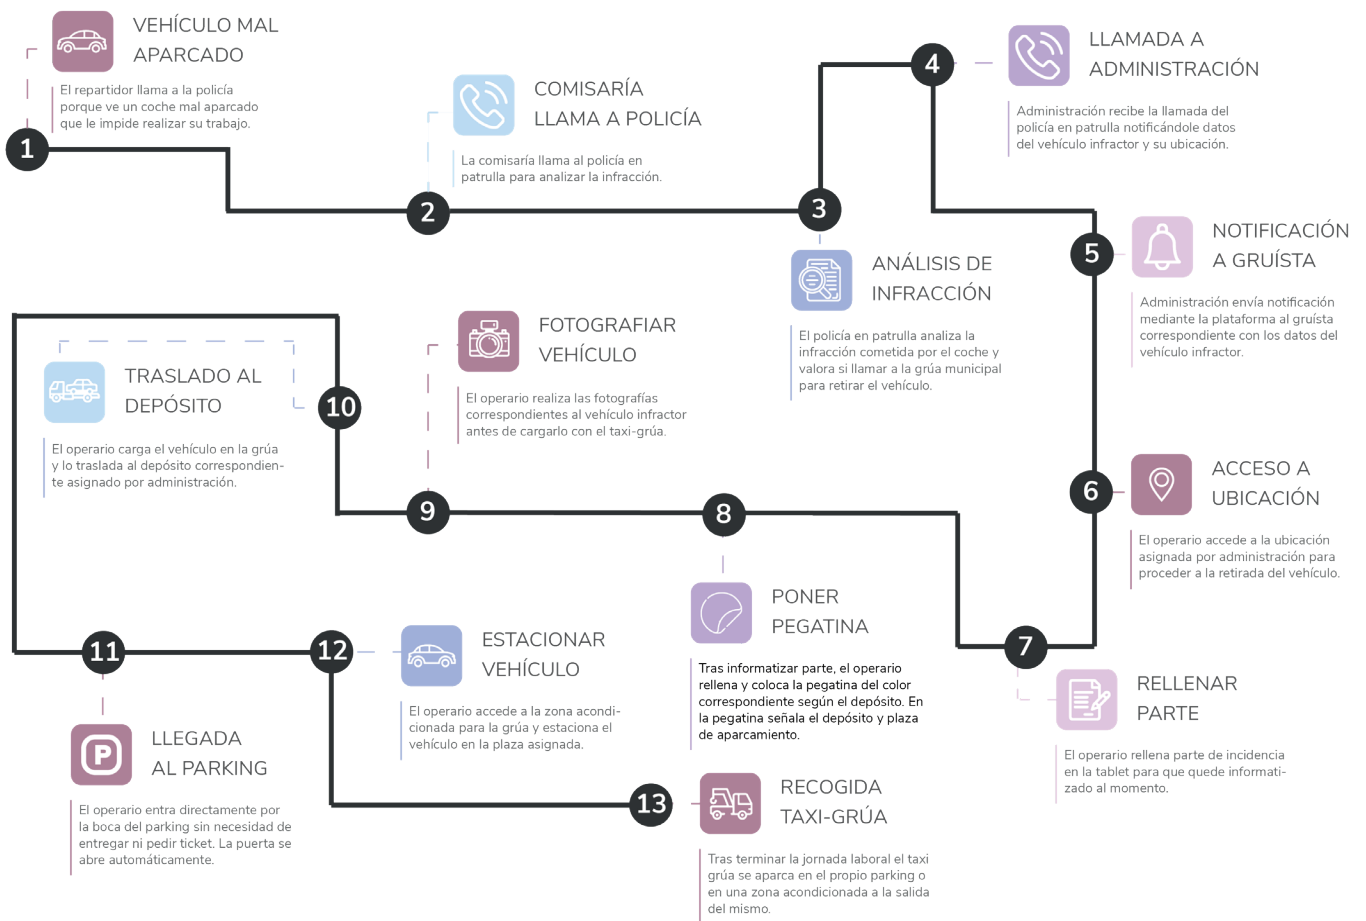 1
VEHÍCULO MAL
APARCADO
El repartidor llama a la policía
porque ve un coche mal aparcado
que le impide realizar su trabajo.
2
COMISARÍA
LLAMA A POLICÍA
La comisaría llama al policía en
patrulla para analizar la infracción.
3
ANÁLISIS DE
INFRACCIÓN
El policía en patrulla analiza la
infracción cometida por el coche y
valora si llamar a la grúa municipal
para retirar el vehículo.
4
LLAMADA A
ADMINISTRACIÓN
Administración recibe la llamada del
policía en patrulla notificándole datos
del vehículo infractor y su ubicación.
5
NOTIFICACIÓN
A GRUÍSTA
Administración envía notificación
mediante la plataforma al gruísta
correspondiente con los datos del
vehículo infractor.
6
ACCESO A
UBICACIÓN
El operario accede a la ubicación
asignada por administración para
proceder a la retirada del vehículo.
7
RELLENAR
PARTE
El operario rellena parte de incidencia
en la tablet para que quede informati-
zado al momento.
8
PONER
PEGATINA
Tras informatizar parte, el operario
rellena y coloca la pegatina del color
correspondiente según el depósito. En
la pegatina señala el depósito y plaza
de aparcamiento.
9
FOTOGRAFIAR
VEHÍCULO
El operario realiza las fotografías
correspondientes al vehículo infractor
antes de cargarlo con el taxi-grúa.
10
TRASLADO AL
DEPÓSITO
El operario carga el vehículo en la grúa
y lo traslada al depósito correspondien-
te asignado por administración.
11
P
LLEGADA
AL PARKING
El operario entra directamente por
la boca del parking sin necesidad de
entregar ni pedir ticket. La puerta se
abre automáticamente.
12
ESTACIONAR
VEHÍCULO
El operario accede a la zona acondi-
cionada para la grúa y estaciona el
vehículo en la plaza asignada.
13
RECOGIDA
TAXI-GRÚA
Tras terminar la jornada laboral el taxi
grúa se aparca en el propio parking o
en una zona acondicionada a la salida
del mismo.